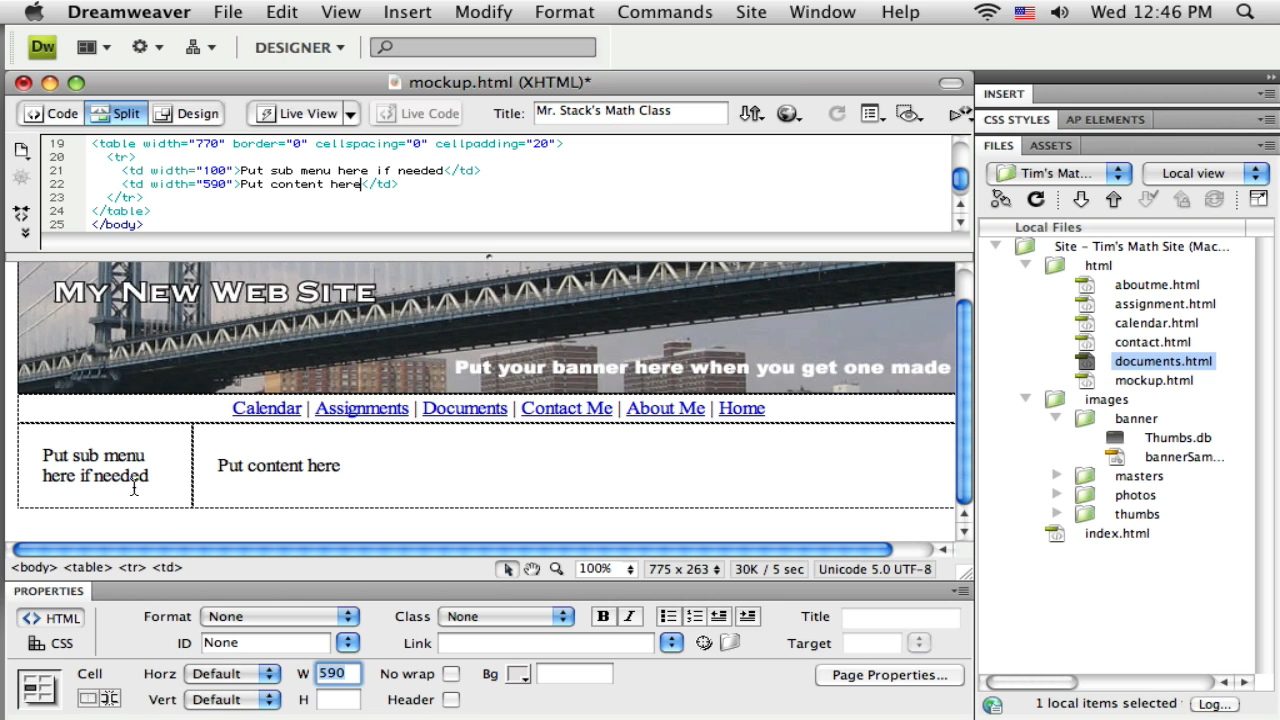 Dreamweaver File Edit View Insert Modify Format Commands Site Window Help Wed 12:46 PM
Dw DESIGNER
mockup.html (XHTML)*
Code Split Design Live View Live Code Title: Mr. Stack's Math Class
19 <table width="770" border="0" cellspacing="0" cellpadding="20">
20 <tr>
21 <td width="100">Put sub menu here if needed</td>
22 <td width="590">Put content here</td>
23 </tr>
24 </table>
25 </body>
My New Web Site
Put your banner here when you get one made
Calendar | Assignments | Documents | Contact Me | About Me | Home
Put sub menu
here if needed
Put content here
<body> <table> <tr> <td> 100% 775 x 263 30K / 5 sec Unicode 5.0 UTF-8
PROPERTIES
<> HTML Format None Class None B I Title
CSS ID None Link Target
Cell Horz Default W 590 No wrap Bg Page Properties...
Vert Default H Header
INSERT
CSS STYLES AP ELEMENTS
FILES ASSETS
Tim's Mat... Local view
Local Files
Site – Tim's Math Site (Mac...
html
aboutme.html
assignment.html
calendar.html
contact.html
documents.html
mockup.html
images
banner
Thumbs.db
bannerSam...
masters
photos
thumbs
index.html
1 local items selected Log...